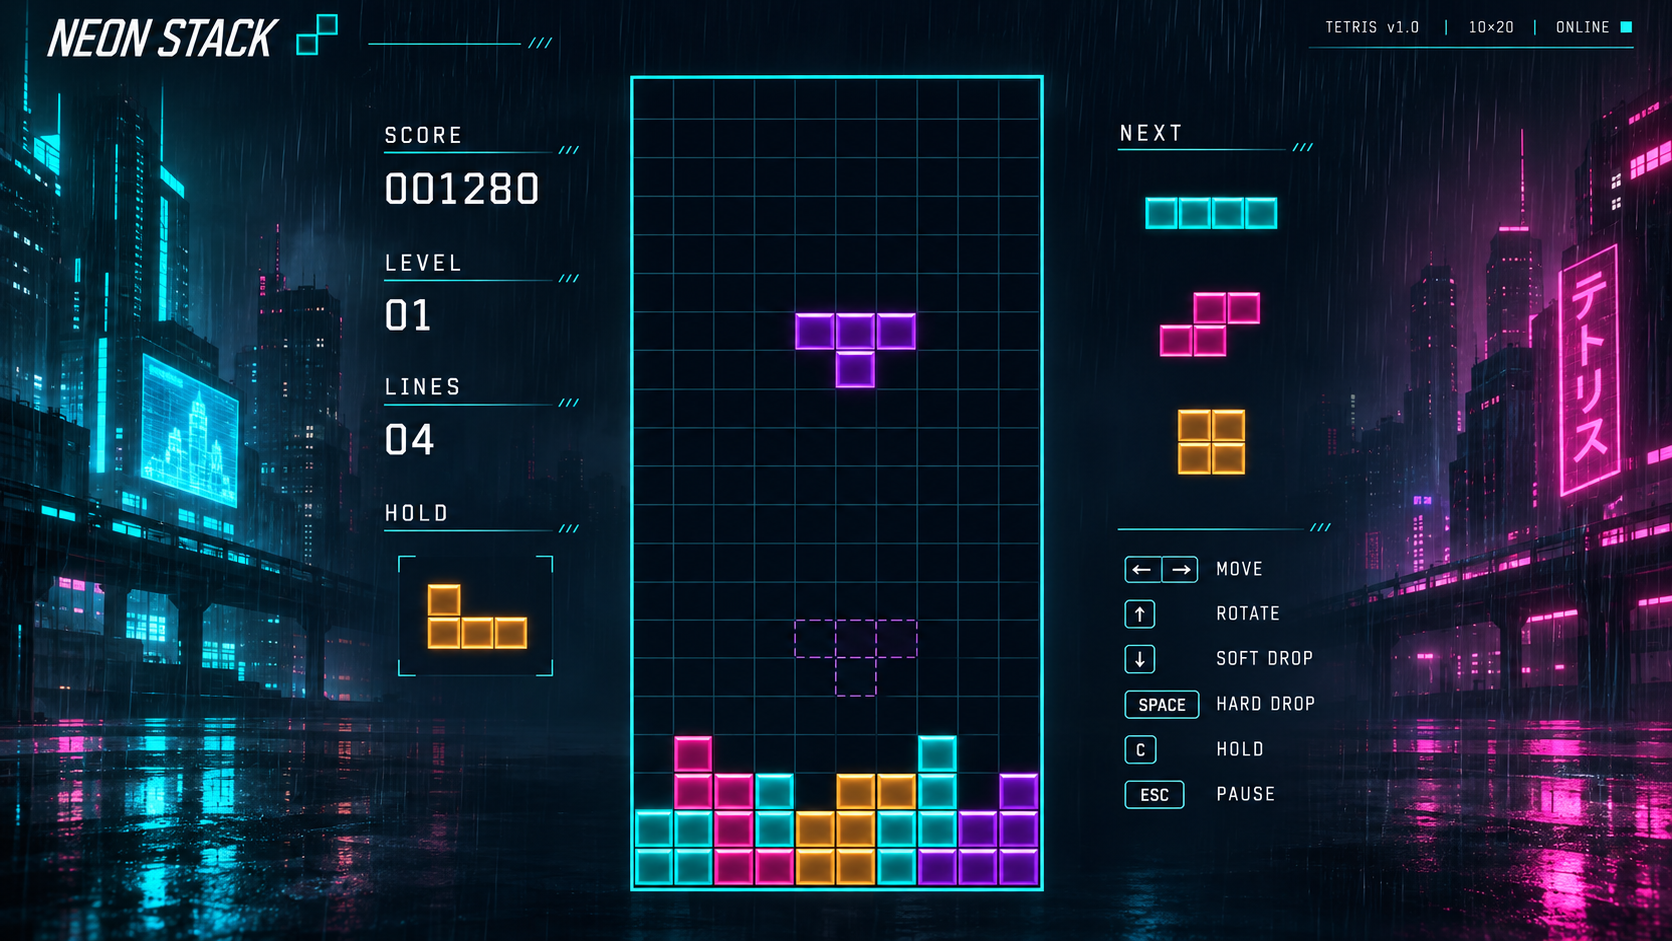 NEON STACK
TETRIS v1.0 | 10×20 | ONLINE
SCORE
001280
LEVEL
01
LINES
04
HOLD
NEXT
テトリス
← → MOVE
↑ ROTATE
↓ SOFT DROP
SPACE HARD DROP
C HOLD
ESC PAUSE